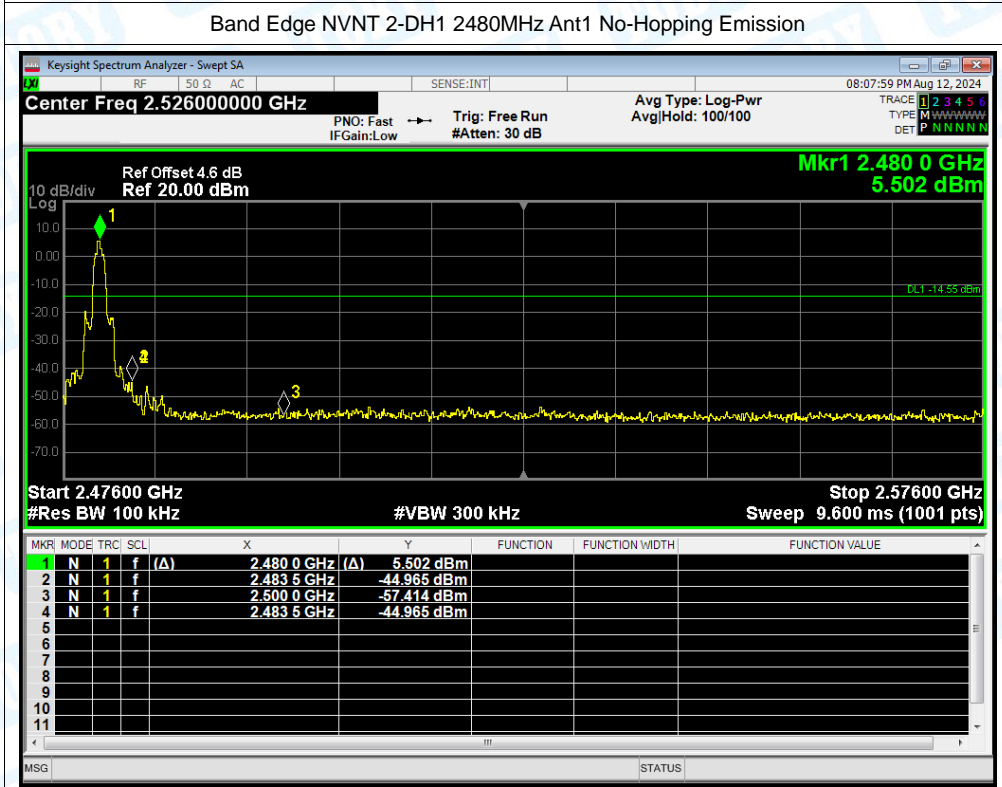 Band Edge NVNT 2-DH1 2480MHz Ant1 No-Hopping Emission
Keysight Spectrum Analyzer - Swept SA
LXI RF 50 Ω AC SENSE:INT 08:07:59 PM Aug 12, 2024
Center Freq 2.526000000 GHz
PNO: Fast
IFGain:Low
Trig: Free Run
#Atten: 30 dB
Avg Type: Log-Pwr
Avg|Hold: 100/100
TRACE 1 2 3 4 5 6
TYPE M WWWWW
DET P N N N N N
Mkr1 2.480 0 GHz
5.502 dBm
Ref Offset 4.6 dB
10 dB/div Ref 20.00 dBm
Log
1
10.0
0.00
-10.0
DL1 -14.55 dBm
-20.0
-30.0
-40.0
-50.0
3
-60.0
-70.0
Start 2.47600 GHz Stop 2.57600 GHz
#Res BW 100 kHz #VBW 300 kHz Sweep 9.600 ms (1001 pts)
MKR MODE TRC SCL X Y FUNCTION FUNCTION WIDTH FUNCTION VALUE
1 N 1 f (Δ) 2.480 0 GHz (Δ) 5.502 dBm
2 N 1 f 2.483 5 GHz -44.965 dBm
3 N 1 f 2.500 0 GHz -57.414 dBm
4 N 1 f 2.483 5 GHz -44.965 dBm
5
6
7
8
9
10
11
MSG STATUS